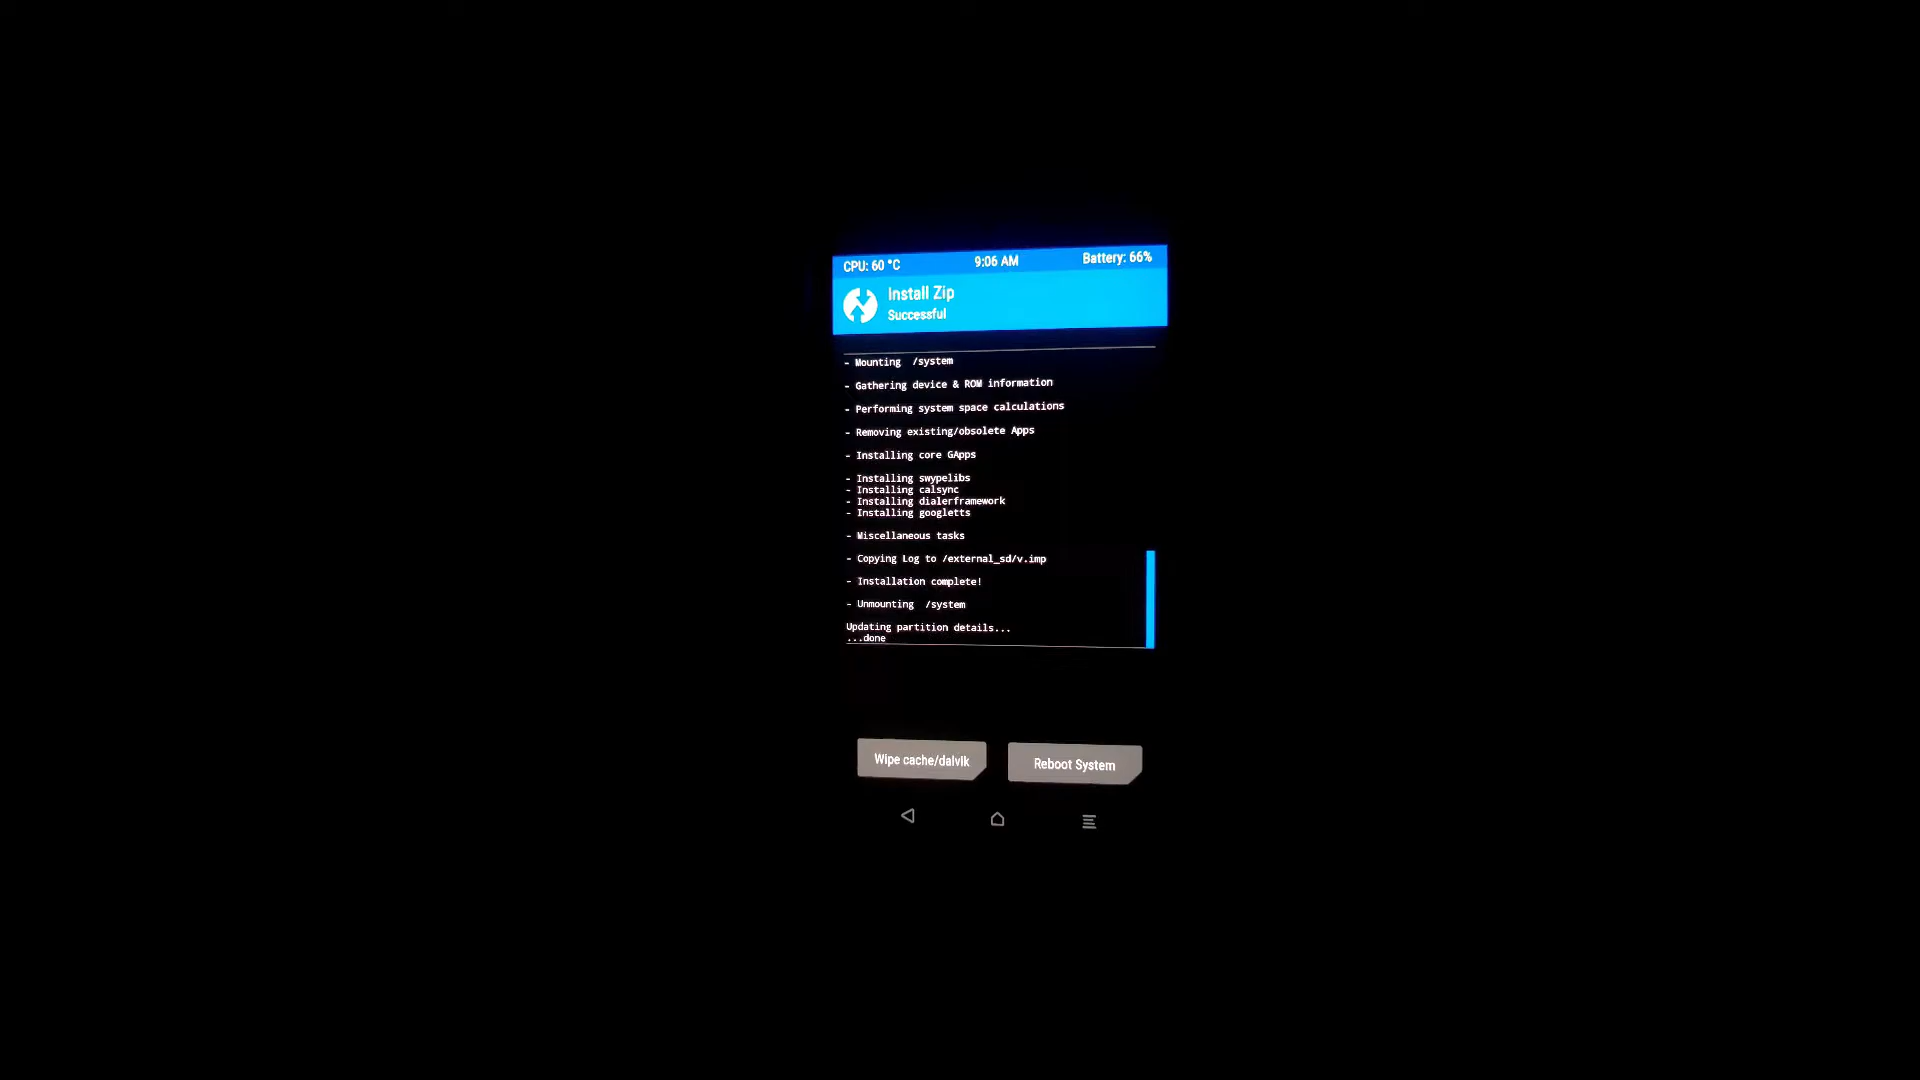 CPU: 60 °C 9:06 AM Battery: 66%
Install Zip
Successful
- Mounting /system
- Gathering device & ROM information
- Performing system space calculations
- Removing existing/obsolete Apps
- Installing core GApps
- Installing swypelibs
- Installing calsync
- Installing dialerframework
- Installing googletts
- Miscellaneous tasks
- Copying Log to /external_sd/v.imp
- Installation complete!
- Unmounting /system
Updating partition details...
...done
Wipe cache/dalvik Reboot System